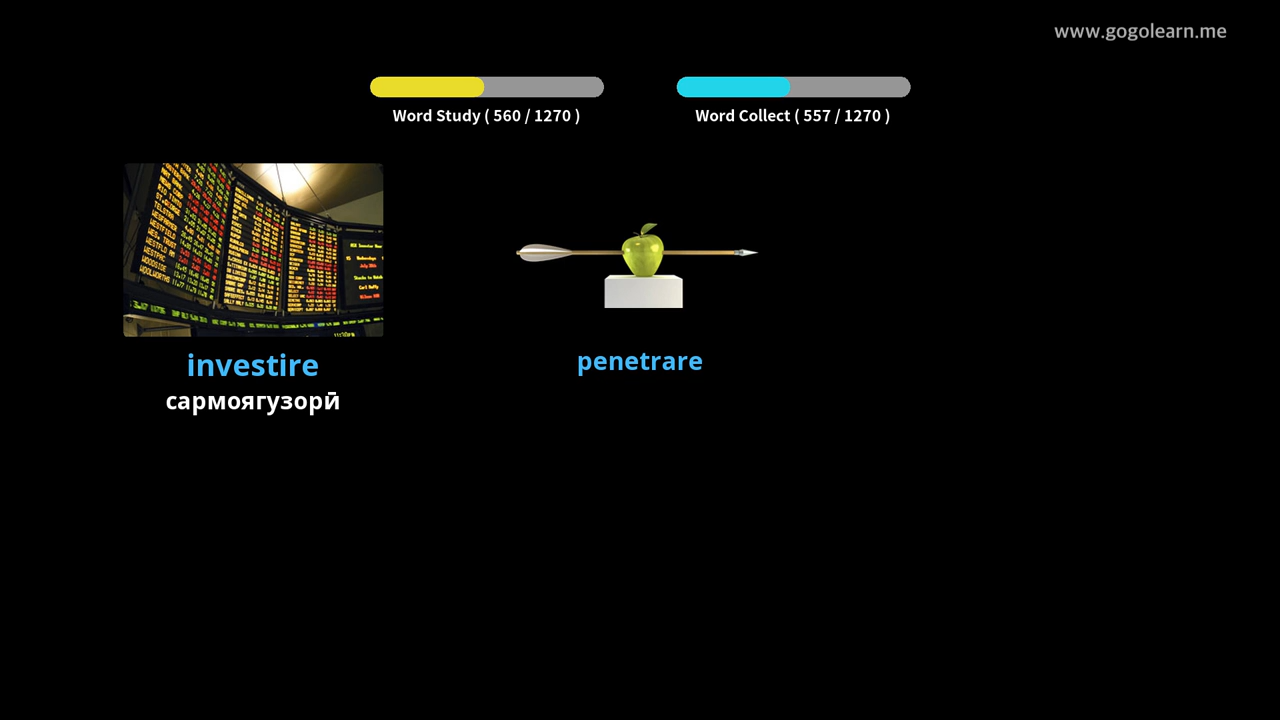 www.gogolearn.me
Word Study ( 560 / 1270 )
Word Collect ( 557 / 1270 )
investire
сармоягузорӣ
penetrare